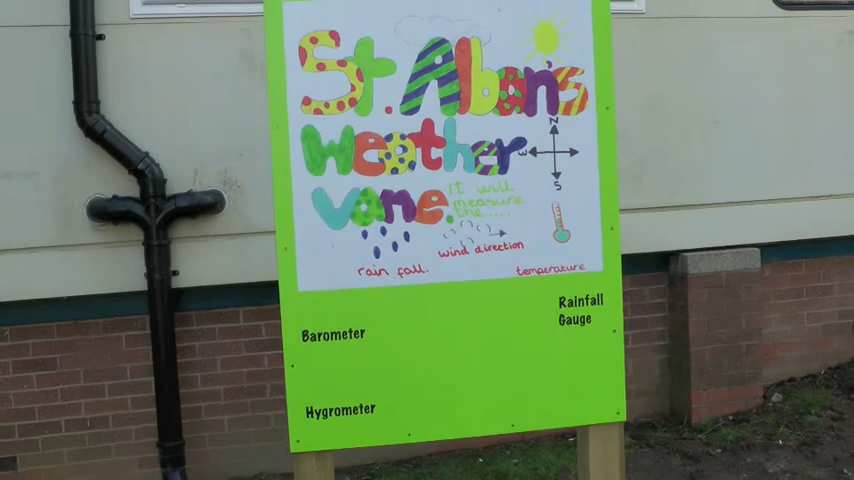 St. Alban's
Weather
N
E
S
Vane.
it will
measure
the....
wind direction
rain fall.
temperature
Rainfall
Gauge
Barometer
Hygrometer